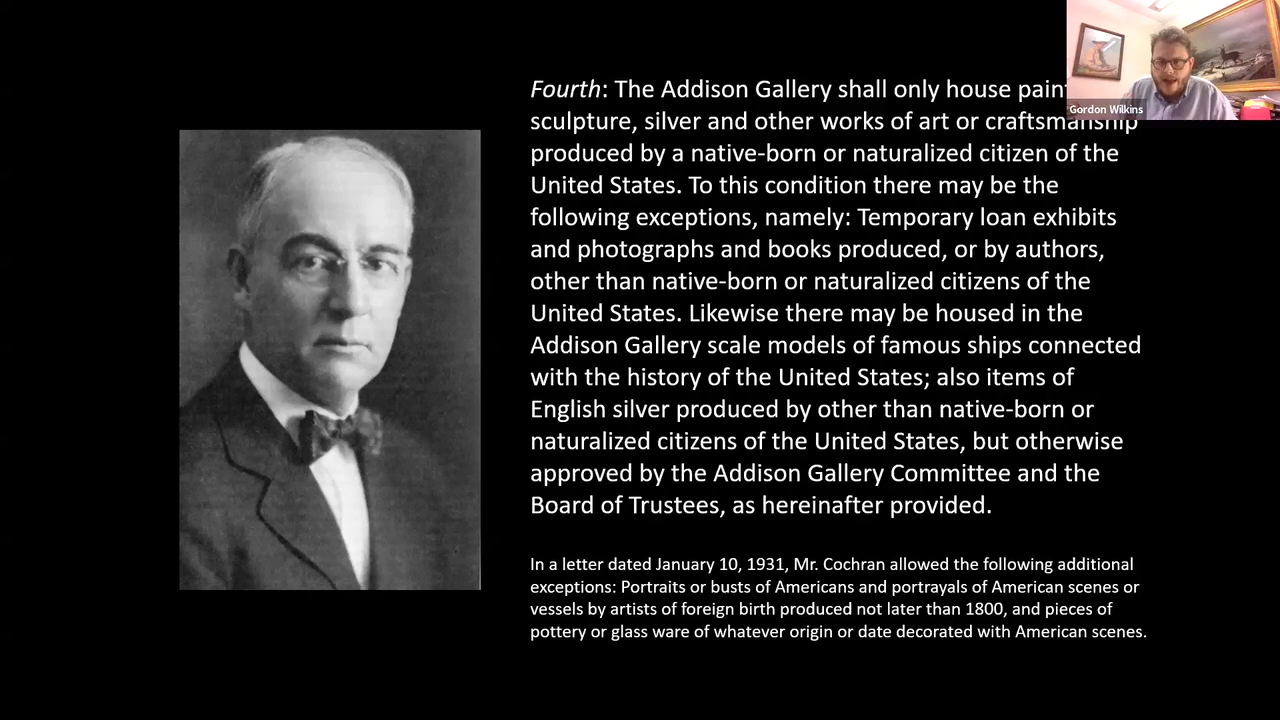 Fourth: The Addison Gallery shall only house
sculpture, silver and other works of art or craftsmanship
produced by a native-born or naturalized citizen of the
United States. To this condition there may be the
following exceptions, namely: Temporary loan exhibits
and photographs and books produced, or by authors,
other than native-born or naturalized citizens of the
United States. Likewise there may be housed in the
Addison Gallery scale models of famous ships connected
with the history of the United States; also items of
English silver produced by other than native-born or
naturalized citizens of the United States, but otherwise
approved by the Addison Gallery Committee and the
Board of Trustees, as hereinafter provided.
In a letter dated January 10, 1931, Mr. Cochran allowed the following additional
exceptions: Portraits or busts of Americans and portrayals of American scenes or
vessels by artists of foreign birth produced not later than 1800, and pieces of
pottery or glass ware of whatever origin or date decorated with American scenes.
Gordon Wilkins